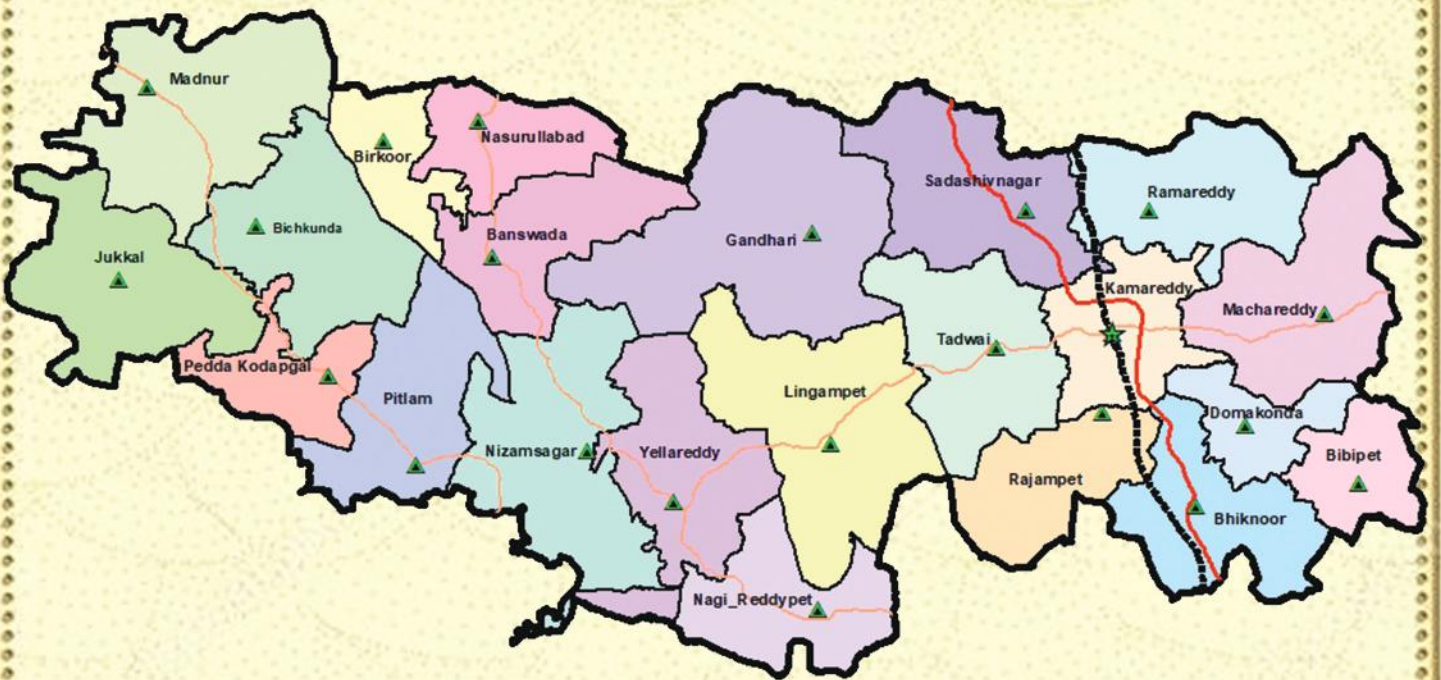 Madnur
Nasurullabad
Birkoor
Sadashivnagar
Ramareddy
Bichkunda
Banswada
Gandhari
Jukkal
Kamareddy
Machareddy
Tadwai
Pedda Kodapgal
Pitlam
Lingampet
Domakonda
Nizamsagar
Yellareddy
Bibipet
Rajampet
Bhiknoor
Nagi_Reddypet